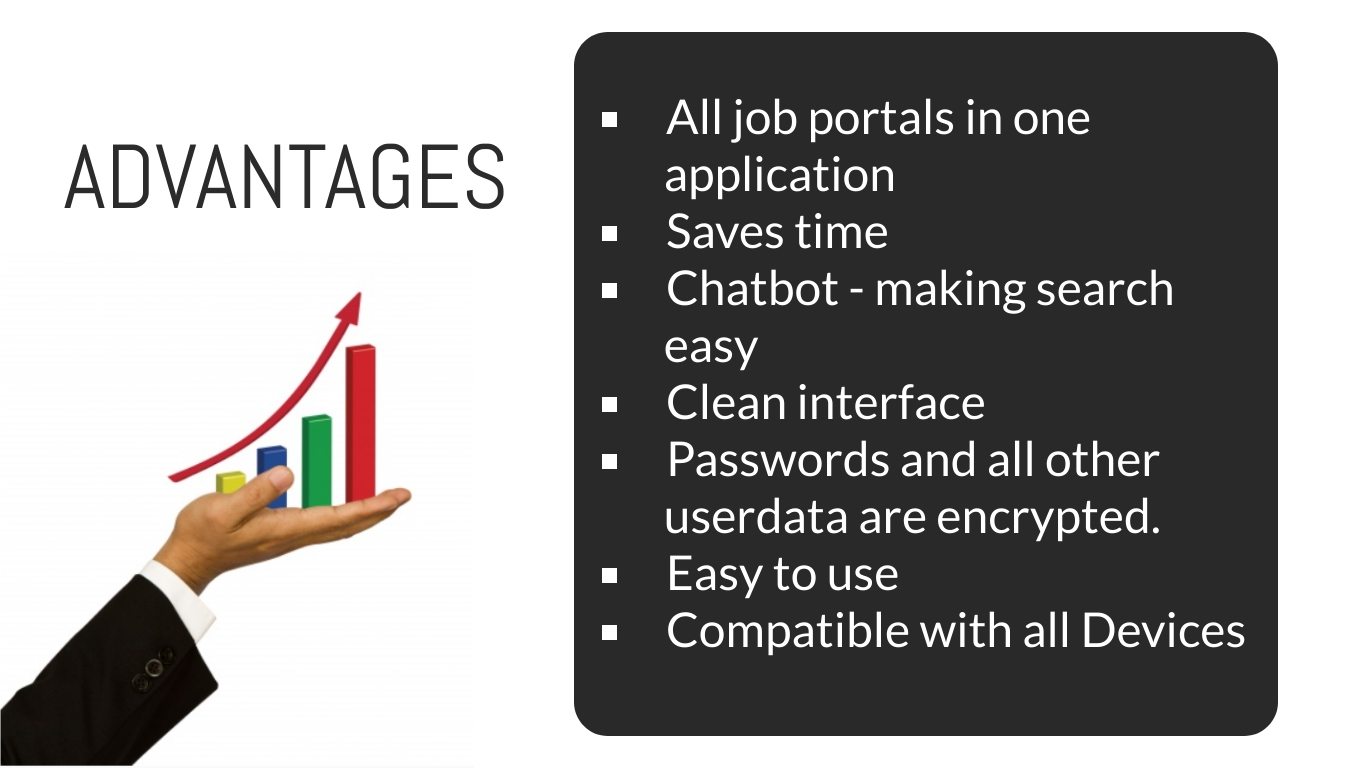 ADVANTAGES
▪ All job portals in one
application
▪ Saves time
▪ Chatbot - making search
easy
▪ Clean interface
▪ Passwords and all other
userdata are encrypted.
▪ Easy to use
▪ Compatible with all Devices